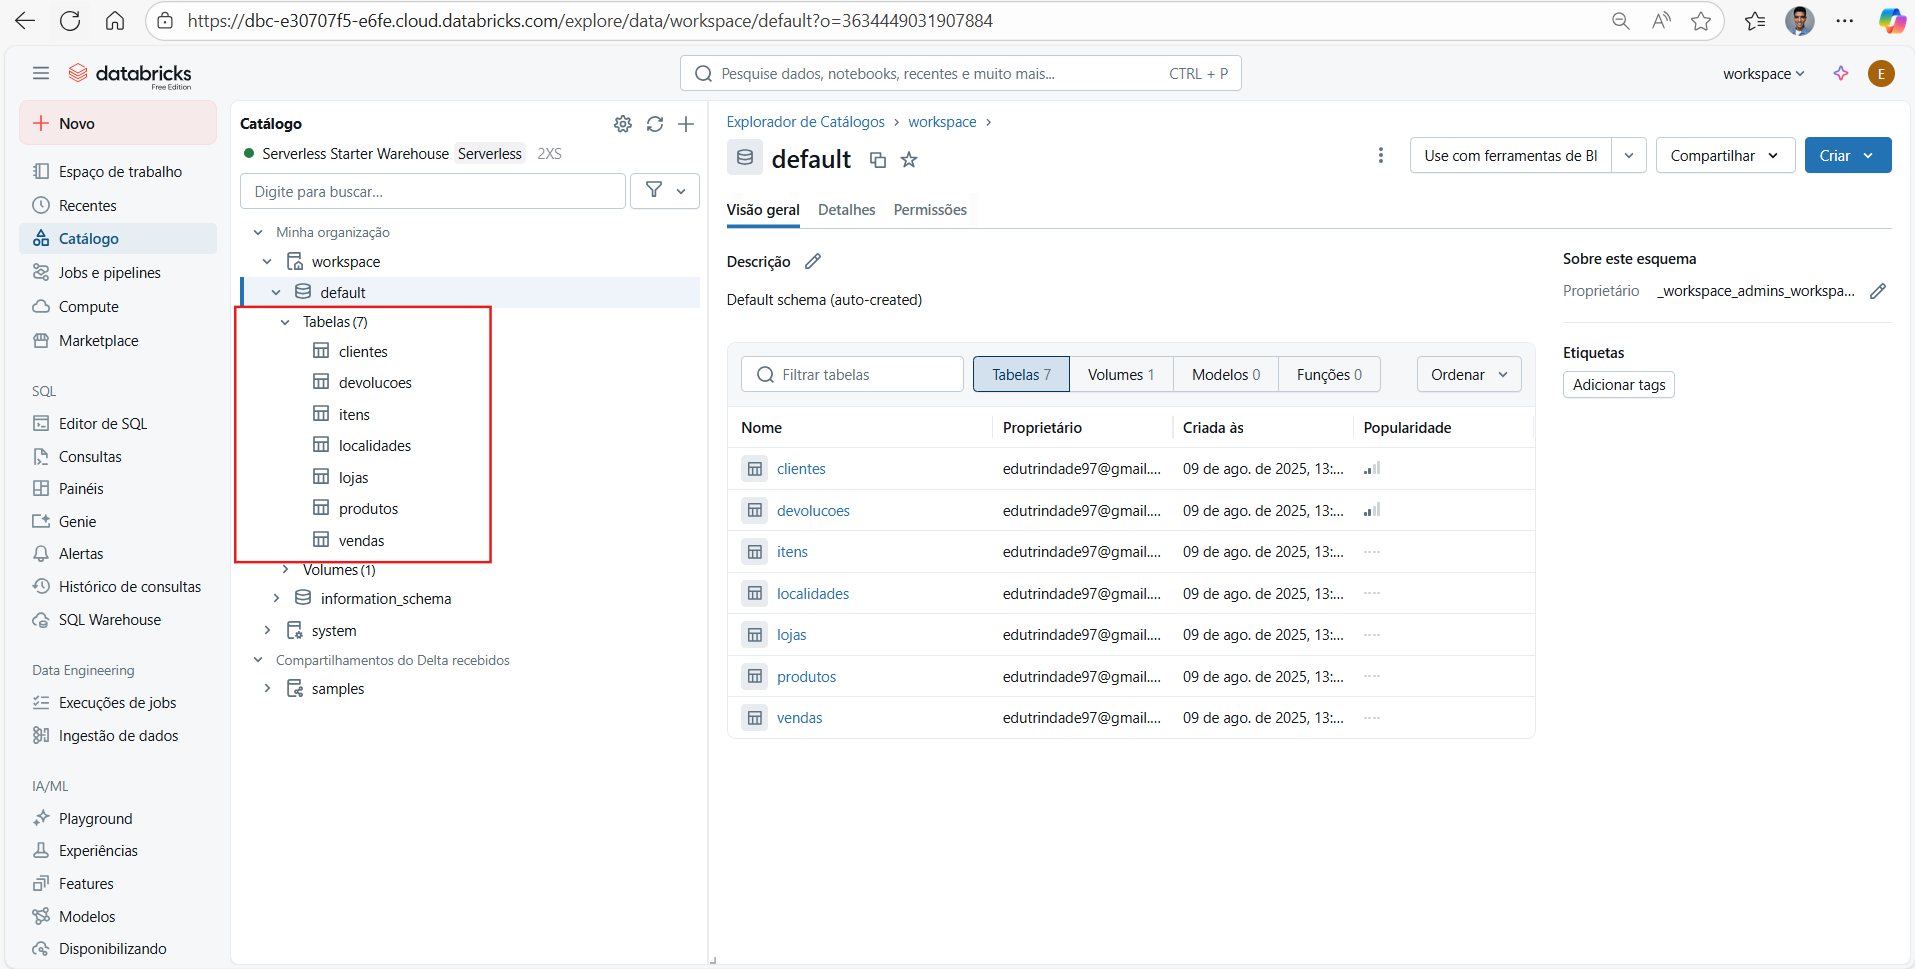 https://dbc-e30707f5-e6fe.cloud.databricks.com/explore/data/workspace/default?o=3634449031907884
databricks
Free Edition
Pesquise dados, notebooks, recentes e muito mais...
CTRL + P
workspace
E
Novo
Espaço de trabalho
Recentes
Catálogo
Jobs e pipelines
Compute
Marketplace
SQL
Editor de SQL
Consultas
Painéis
Genie
Alertas
Histórico de consultas
SQL Warehouse
Data Engineering
Execuções de jobs
Ingestão de dados
IA/ML
Playground
Experiências
Features
Modelos
Disponibilizando
Catálogo
Serverless Starter Warehouse Serverless 2XS
Digite para buscar...
Minha organização
workspace
default
Tabelas (7)
clientes
devolucoes
itens
localidades
lojas
produtos
vendas
Volumes (1)
information_schema
system
Compartilhamentos do Delta recebidos
samples
Explorador de Catálogos > workspace >
default
Use com ferramentas de BI
Compartilhar
Criar
Visão geral Detalhes Permissões
Descrição
Default schema (auto-created)
Filtrar tabelas
Tabelas 7 Volumes 1 Modelos 0 Funções 0
Ordenar
Nome Proprietário Criada às Popularidade
clientes edutrindade97@gmail.... 09 de ago. de 2025, 13:...
devolucoes edutrindade97@gmail.... 09 de ago. de 2025, 13:...
itens edutrindade97@gmail.... 09 de ago. de 2025, 13:...
localidades edutrindade97@gmail.... 09 de ago. de 2025, 13:...
lojas edutrindade97@gmail.... 09 de ago. de 2025, 13:...
produtos edutrindade97@gmail.... 09 de ago. de 2025, 13:...
vendas edutrindade97@gmail.... 09 de ago. de 2025, 13:...
Sobre este esquema
Proprietário _workspace_admins_workspa...
Etiquetas
Adicionar tags